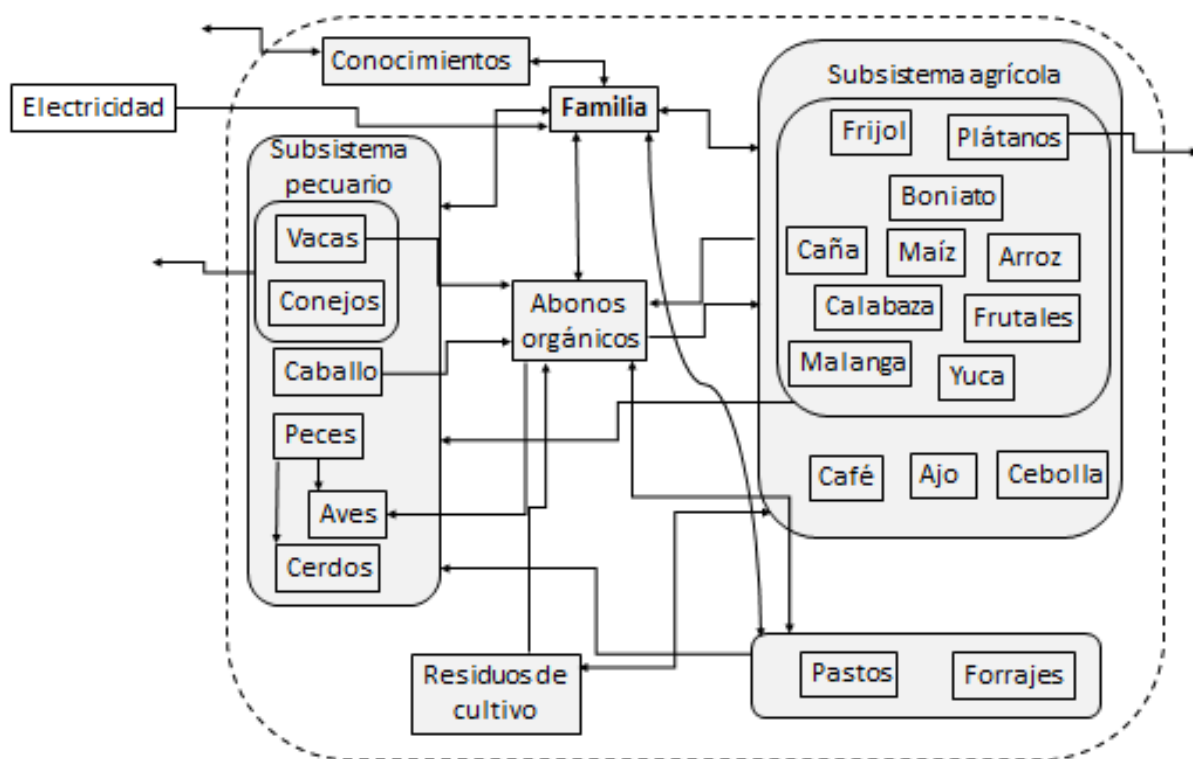 Conocimientos
Electricidad
Familia
Subsistema
pecuario
Vacas
Conejos
Caballo
Peces
Aves
Cerdos
Abonos
orgánicos
Residuos de
cultivo
Subsistema agrícola
Frijol
Plátanos
Boniato
Caña
Maíz
Arroz
Calabaza
Frutales
Malanga
Yuca
Café
Ajo
Cebolla
Pastos
Forrajes